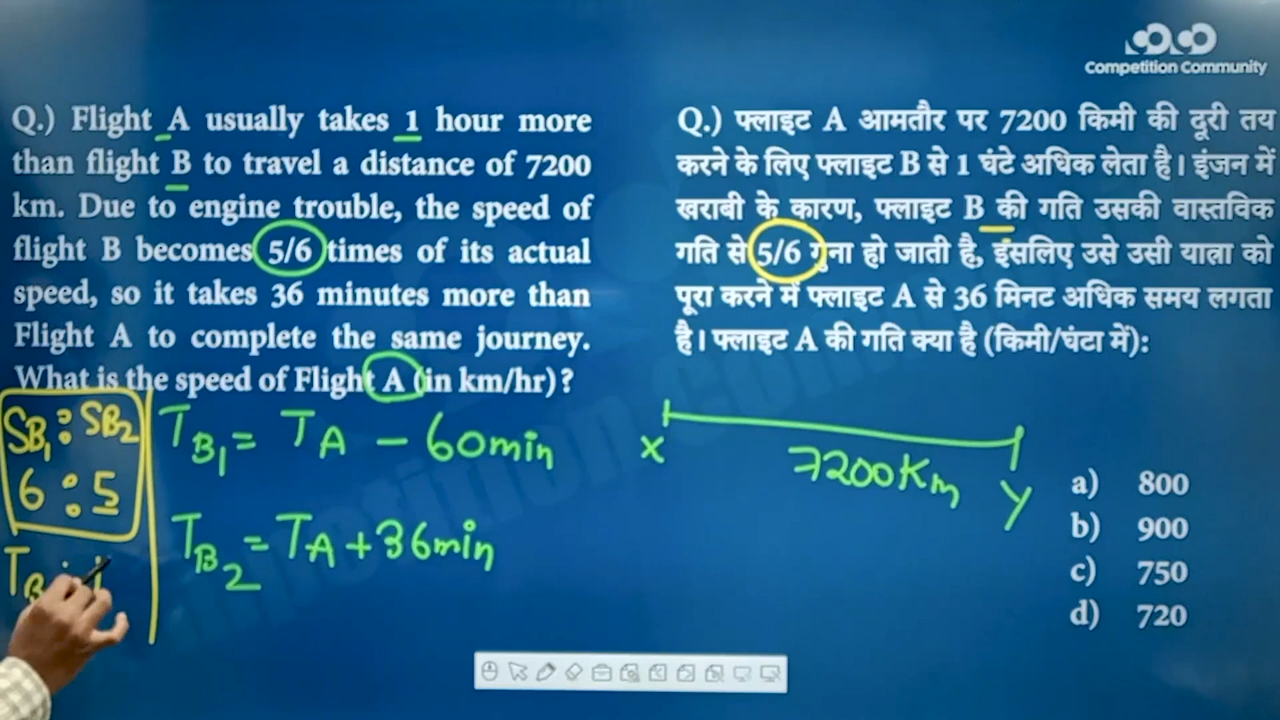 Competition Community
Q.) Flight A usually takes 1 hour more
than flight B to travel a distance of 7200
km. Due to engine trouble, the speed of
flight B becomes 5/6 times of its actual
speed, so it takes 36 minutes more than
Flight A to complete the same journey.
What is the speed of Flight A (in km/hr)?
Q.) फ्लाइट A आमतौर पर 7200 किमी की दूरी तय
करने के लिए फ्लाइट B से 1 घंटे अधिक लेता है। इंजन में
खराबी के कारण, फ्लाइट B की गति उसकी वास्तविक
गति से 5/6 गुना हो जाती है, इसलिए उसे उसी यात्रा को
पूरा करने में फ्लाइट A से 36 मिनट अधिक समय लगता
है। फ्लाइट A की गति क्या है (किमी/घंटा में):
SB1 : SB2
6 : 5
TB
TB1 = TA - 60min
TB2 = TA + 36min
X
7200Km
Y
a) 800
b) 900
c) 750
d) 720